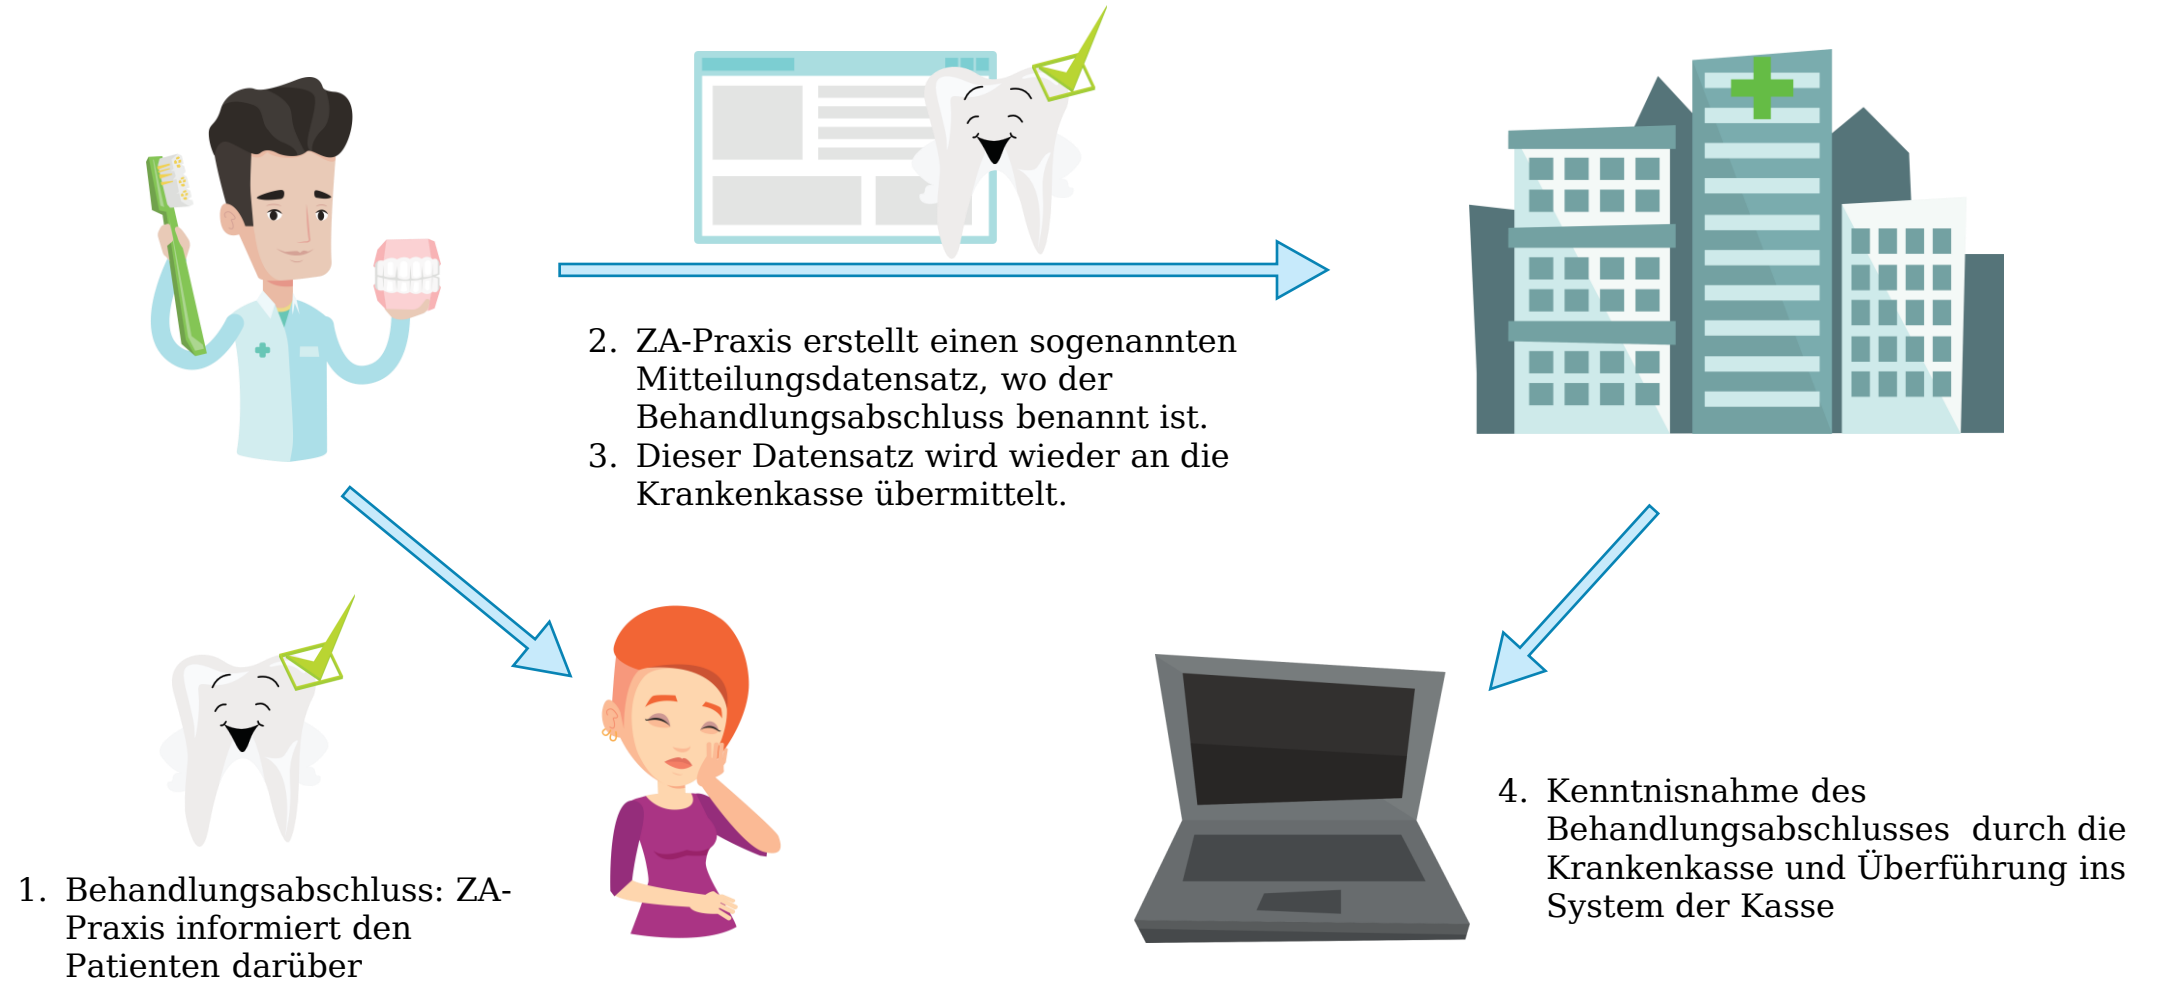 2. ZA-Praxis erstellt einen sogenannten
Mitteilungsdatensatz, wo der
Behandlungsabschluss benannt ist.
3. Dieser Datensatz wird wieder an die
Krankenkasse übermittelt.
4. Kenntnisnahme des
Behandlungsabschlusses  durch die
Krankenkasse und Überführung ins
System der Kasse
1. Behandlungsabschluss: ZA-
Praxis informiert den
Patienten darüber